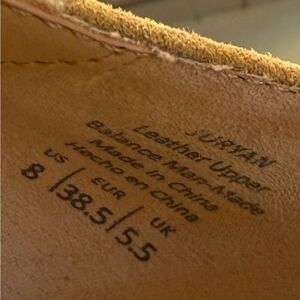 JURWAN
Leather Upper
Balance Man-Made
Made in China
Hecho en China
US EUR UK
8 | 38.5 | 5.5